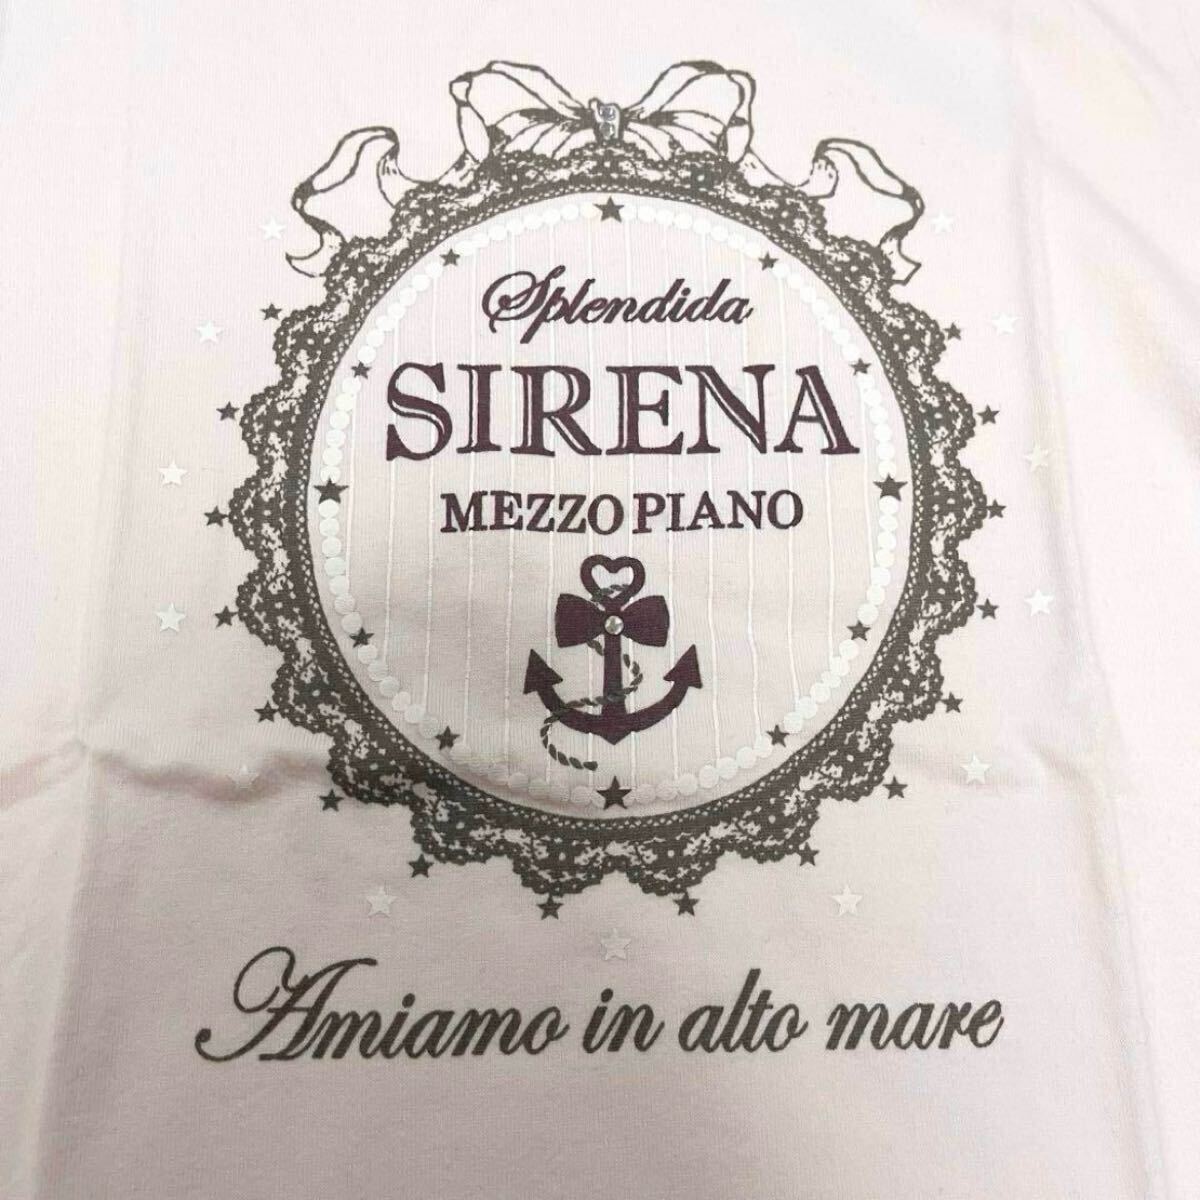 Splendida
SIRENA
MEZZO PIANO
Amiamo in alto mare